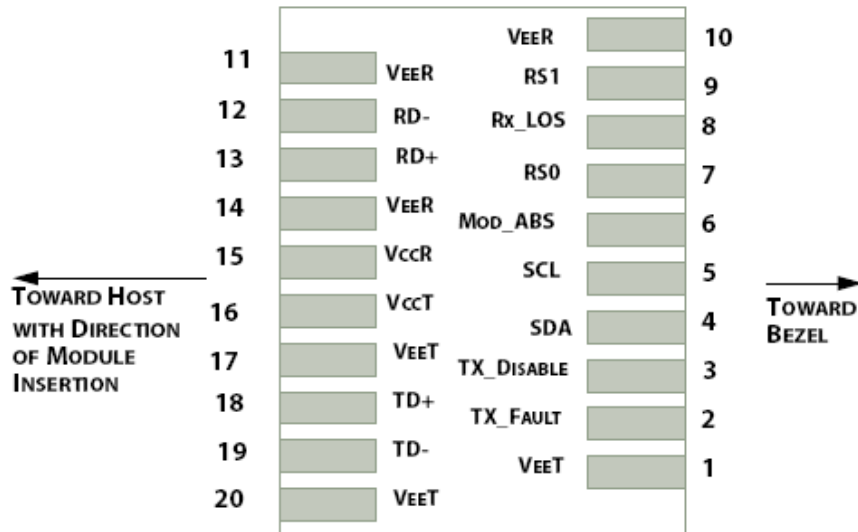 11 VEER
12 RD-
13 RD+
14 VEER
15 VCCR
16 VCCT
17 VEET
18 TD+
19 TD-
20 VEET
VEER 10
RS1 9
RX_LOS 8
RS0 7
MOD_ABS 6
SCL 5
SDA 4
TX_DISABLE 3
TX_FAULT 2
VEET 1
TOWARD HOST
WITH DIRECTION
OF MODULE
INSERTION
TOWARD
BEZEL